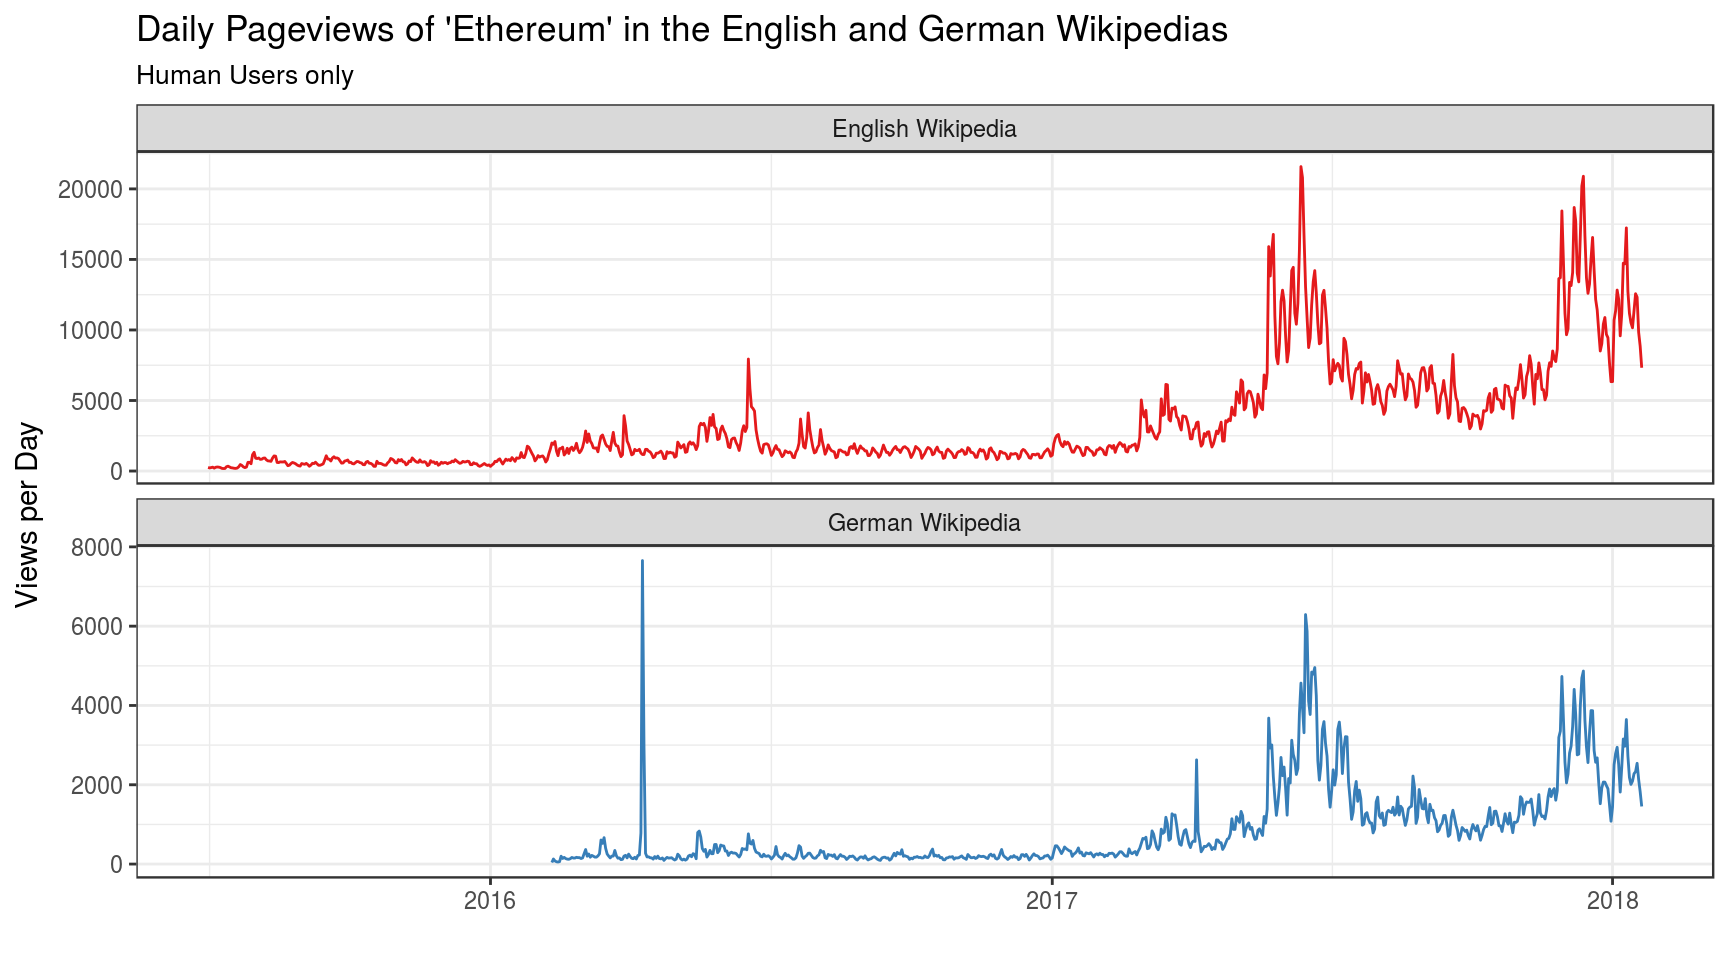 Daily Pageviews of 'Ethereum' in the English and German Wikipedias
Human Users only
Views per Day
English Wikipedia
20000
15000
10000
5000
0
German Wikipedia
8000
6000
4000
2000
0
2016
2017
2018